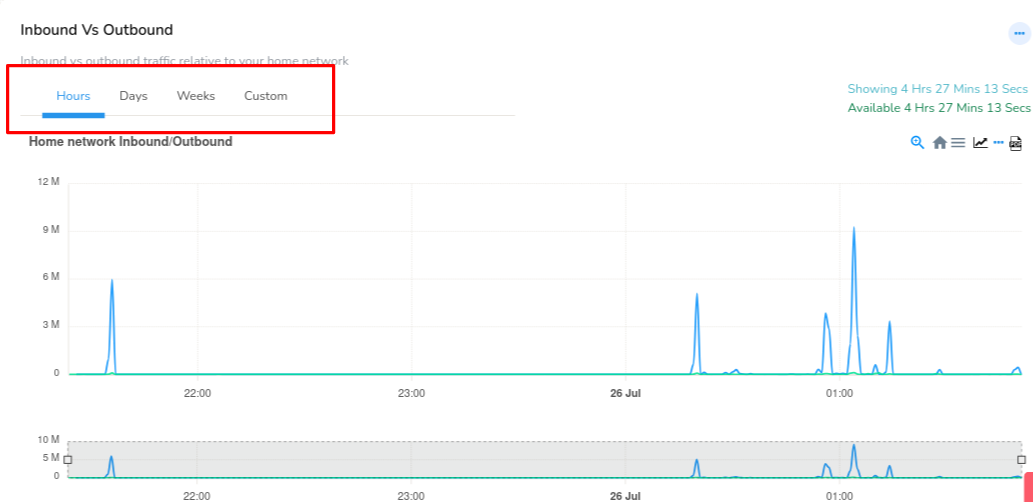 Inbound Vs Outbound
Inbound vs outbound traffic relative to your home network
Hours Days Weeks Custom
Showing 4 Hrs 27 Mins 13 Secs
Available 4 Hrs 27 Mins 13 Secs
Home network Inbound/Outbound
12 M
9 M
6 M
3 M
0
22:00 23:00 26 Jul 01:00
10 M
5 M
0
22:00 23:00 26 Jul 01:00